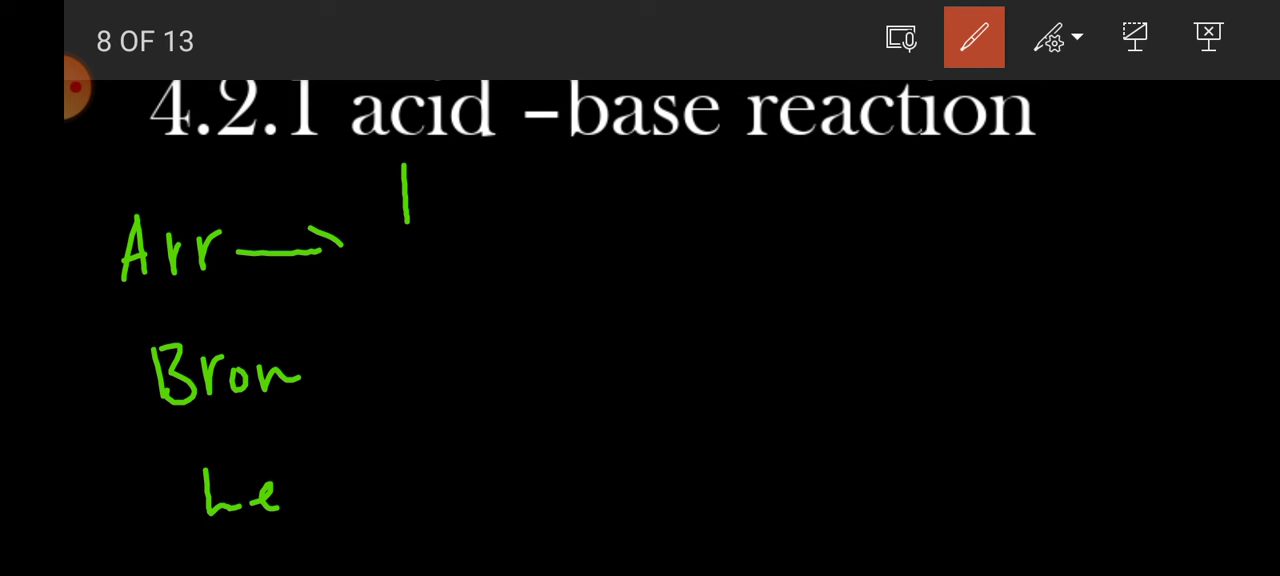 8 OF 13
4.2.1 acid –base reaction
Arr →
Bron
Le